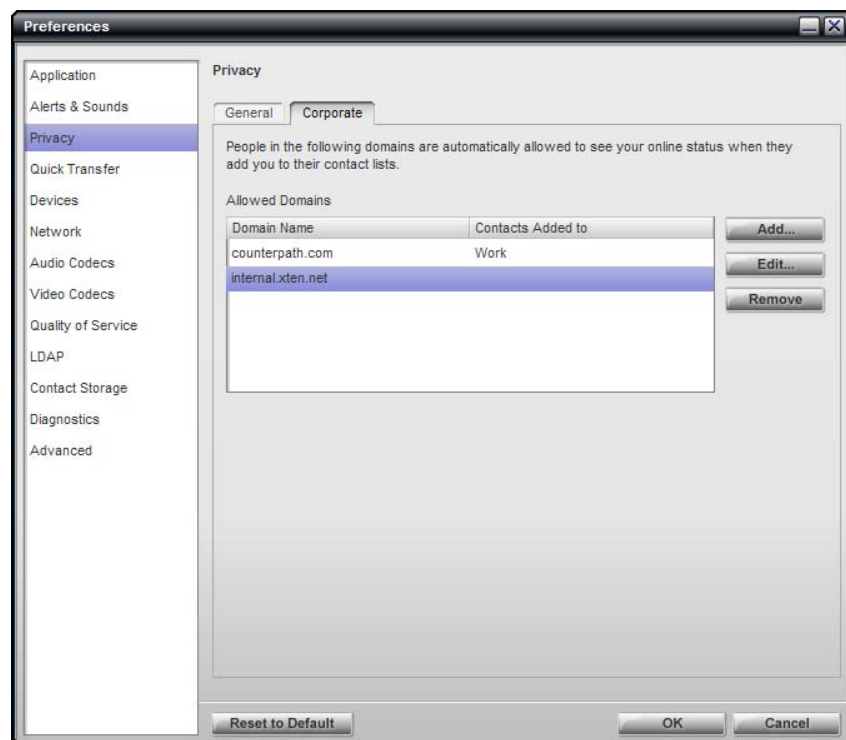 Preferences
Application
Alerts & Sounds
Privacy
Quick Transfer
Devices
Network
Audio Codecs
Video Codecs
Quality of Service
LDAP
Contact Storage
Diagnostics
Advanced
Privacy
General Corporate
People in the following domains are automatically allowed to see your online status when they
add you to their contact lists.
Allowed Domains
Domain Name Contacts Added to
counterpath.com Work
internal.xten.net
Add...
Edit...
Remove
Reset to Default OK Cancel